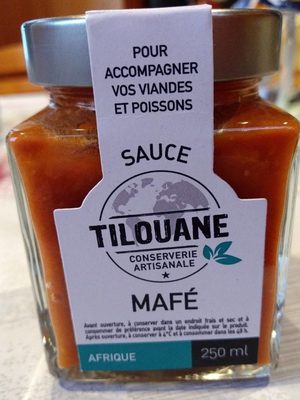 POUR
ACCOMPAGNER
VOS VIANDES
ET POISSONS
SAUCE
TILOUANE
CONSERVERIE
ARTISANALE
MAFÉ
Avant ouverture, à conserver dans un endroit frais et sec et à
consommer de préférence avant la date indiquée sur le produit.
Après ouverture, à conserver à 4°C et à consommer dans les 48 h.
AFRIQUE
250 ml